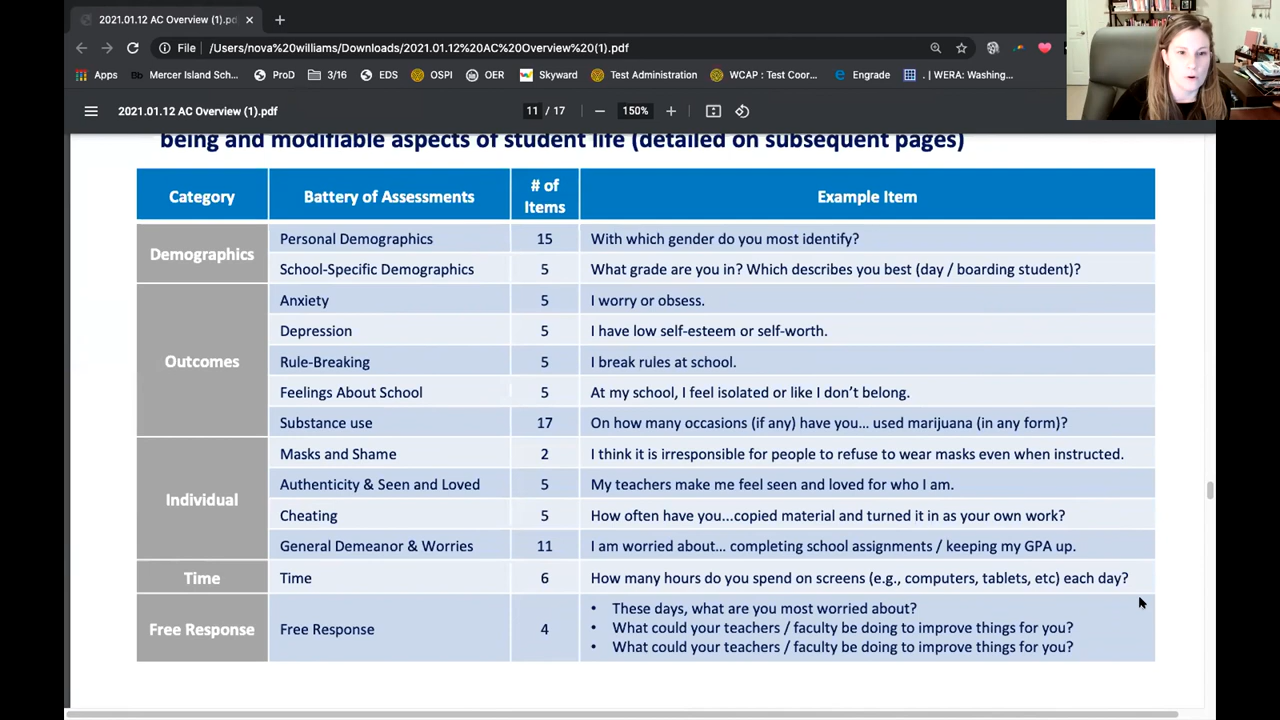 2021.01.12 AC Overview (1).pdf
File /Users/nova%20williams/Downloads/2021.01.12%20AC%20Overview%20(1).pdf
Apps Bb Mercer Island Sch... ProD 3/16 EDS OSPI OER Skyward Test Administration WCAP : Test Coor... Engrade . | WERA: Washing...
2021.01.12 AC Overview (1).pdf 11 / 17 150%
being and modifiable aspects of student life (detailed on subsequent pages)
Category Battery of Assessments # of Items Example Item
Demographics
Personal Demographics 15 With which gender do you most identify?
School-Specific Demographics 5 What grade are you in? Which describes you best (day / boarding student)?
Outcomes
Anxiety 5 I worry or obsess.
Depression 5 I have low self-esteem or self-worth.
Rule-Breaking 5 I break rules at school.
Feelings About School 5 At my school, I feel isolated or like I don’t belong.
Substance use 17 On how many occasions (if any) have you... used marijuana (in any form)?
Individual
Masks and Shame 2 I think it is irresponsible for people to refuse to wear masks even when instructed.
Authenticity & Seen and Loved 5 My teachers make me feel seen and loved for who I am.
Cheating 5 How often have you...copied material and turned it in as your own work?
General Demeanor & Worries 11 I am worried about... completing school assignments / keeping my GPA up.
Time Time 6 How many hours do you spend on screens (e.g., computers, tablets, etc) each day?
Free Response Free Response 4
• These days, what are you most worried about?
• What could your teachers / faculty be doing to improve things for you?
• What could your teachers / faculty be doing to improve things for you?